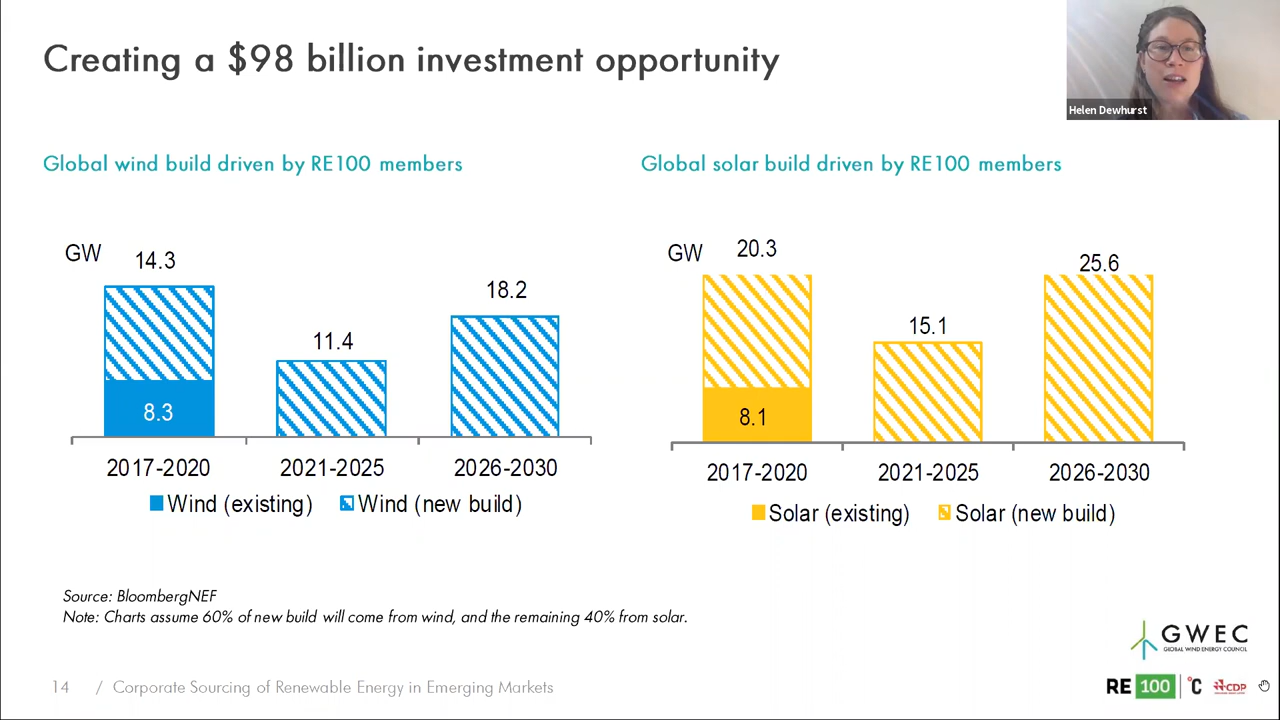 Creating a $98 billion investment opportunity
Helen Dewhurst
Global wind build driven by RE100 members
GW
14.3
11.4
18.2
8.3
2017-2020
2021-2025
2026-2030
Wind (existing)
Wind (new build)
Global solar build driven by RE100 members
GW
20.3
15.1
25.6
8.1
2017-2020
2021-2025
2026-2030
Solar (existing)
Solar (new build)
Source: BloombergNEF
Note: Charts assume 60% of new build will come from wind, and the remaining 40% from solar.
GWEC
GLOBAL WIND ENERGY COUNCIL
14 / Corporate Sourcing of Renewable Energy in Emerging Markets
RE 100 °C CDP